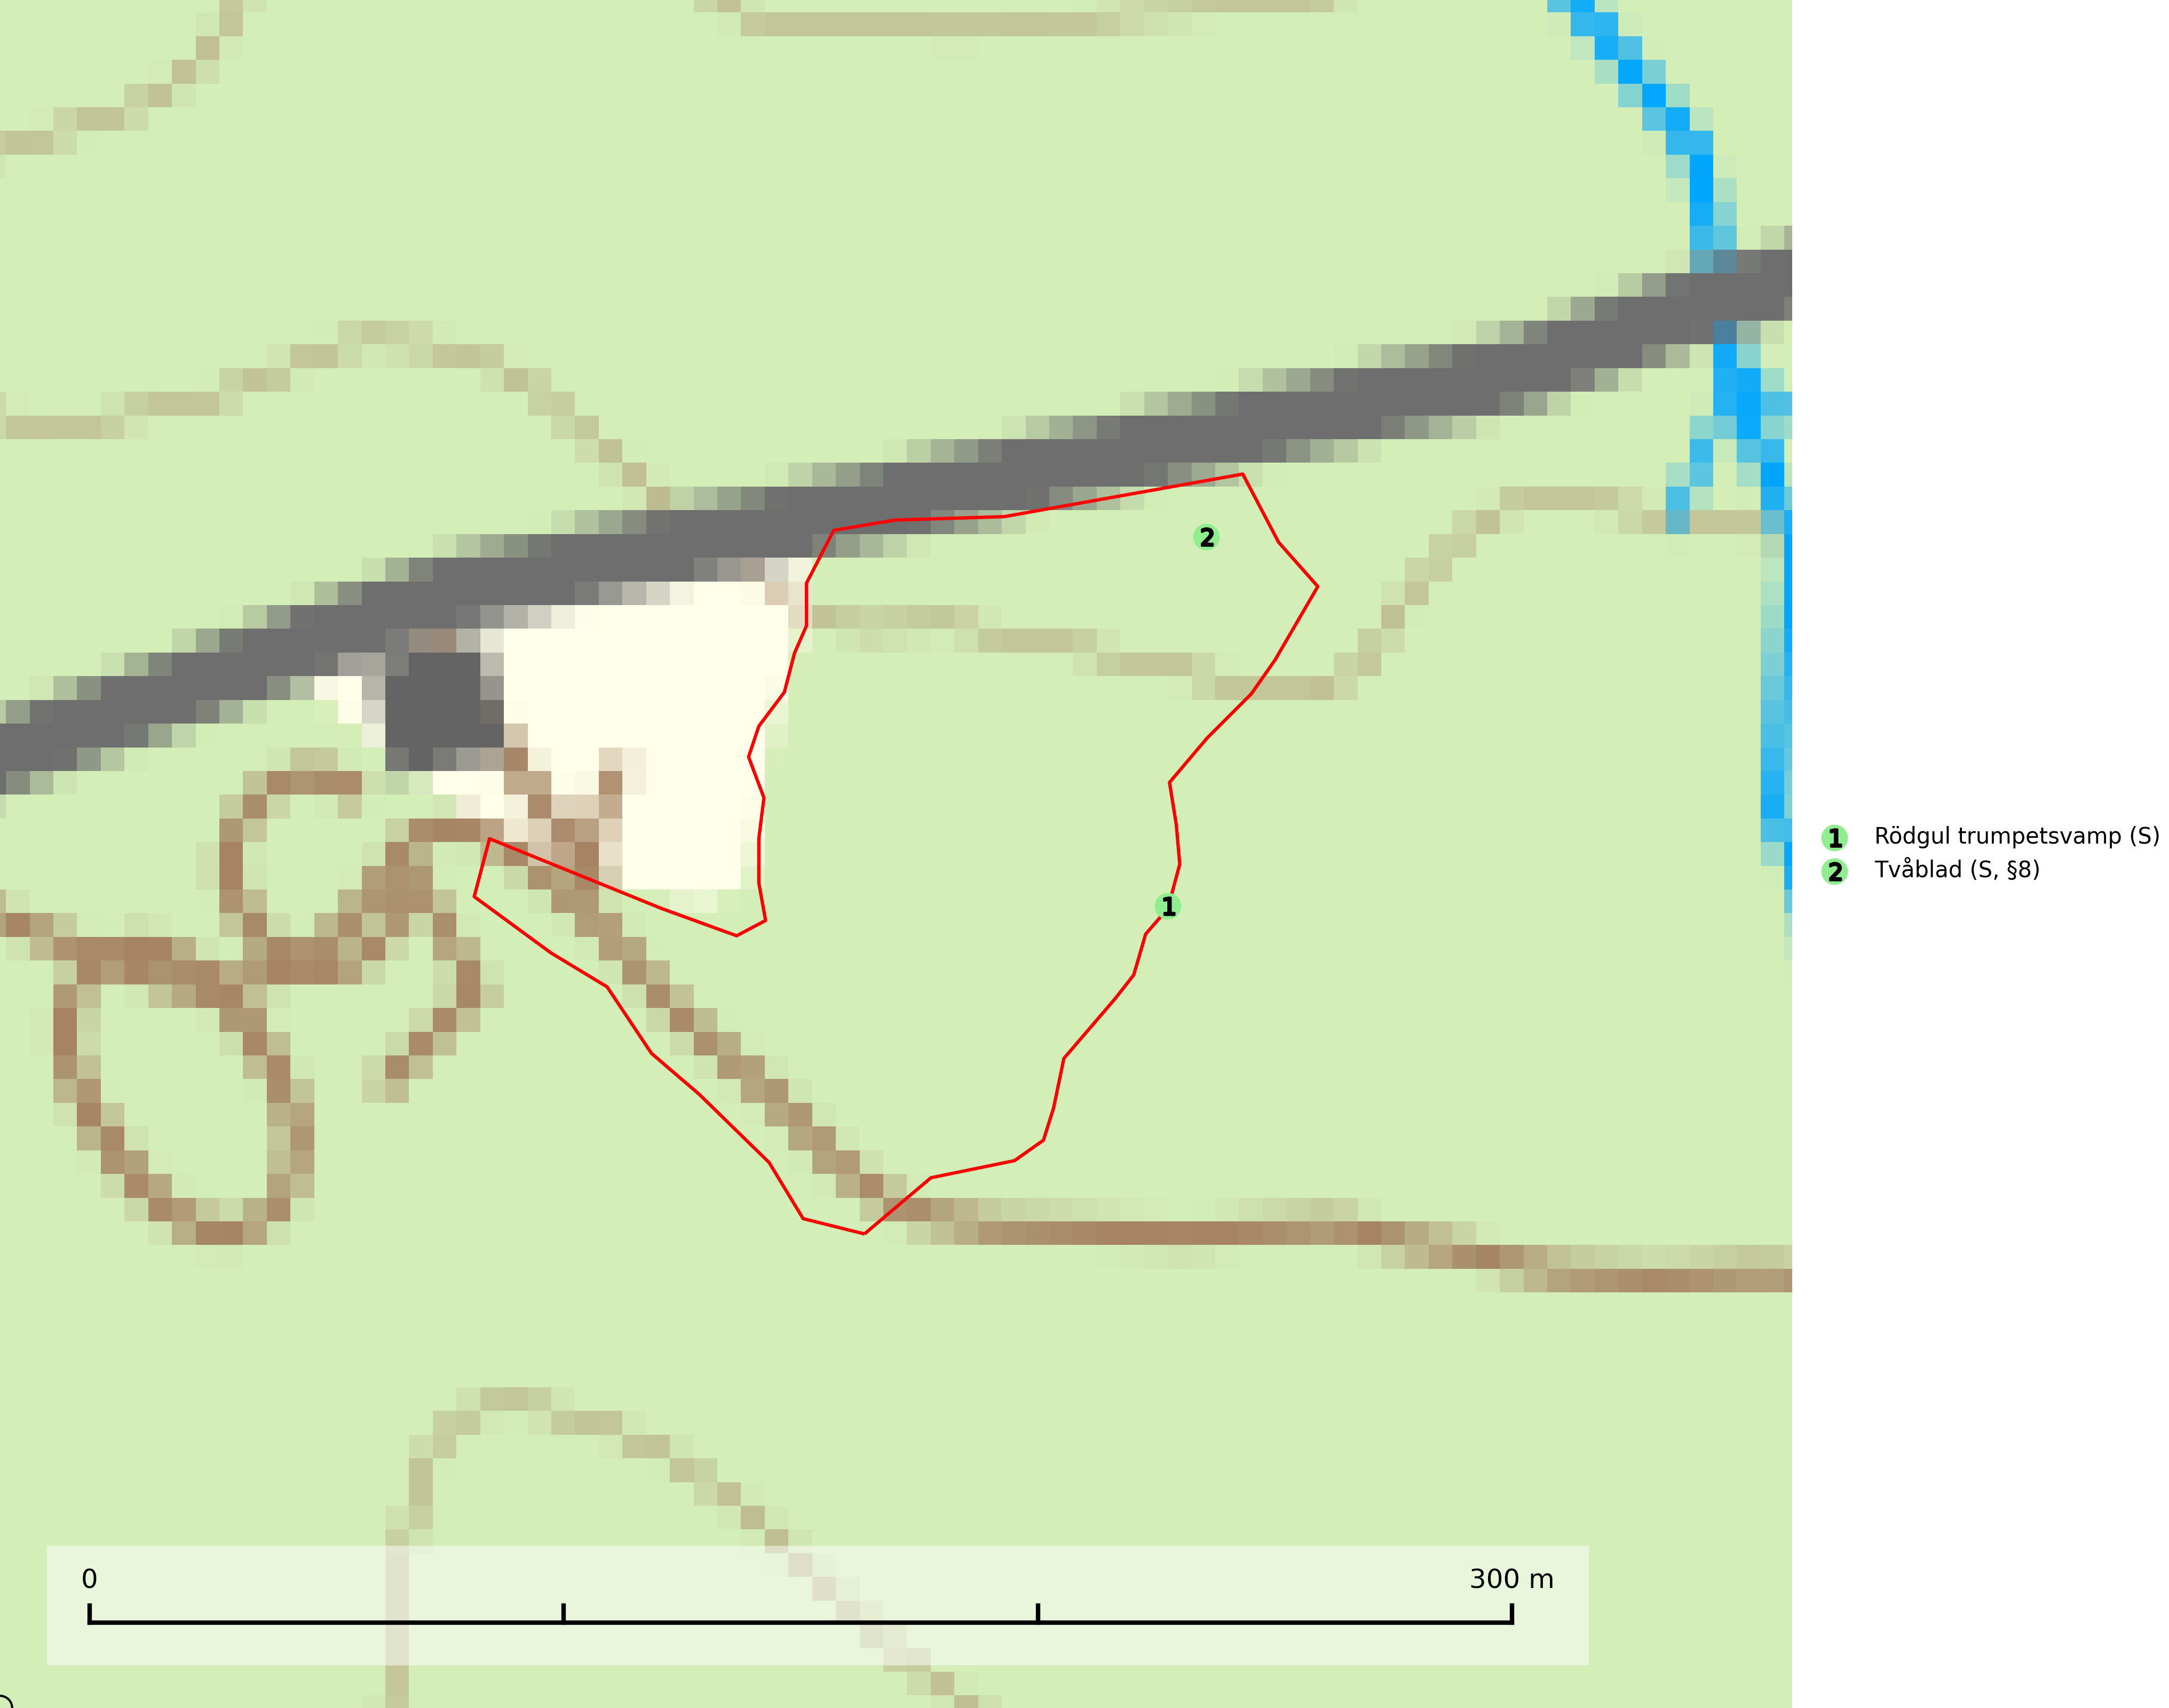 2
1
1 Rödgul trumpetsvamp (S)
2 Tvåblad (S, §8)
0 300 m